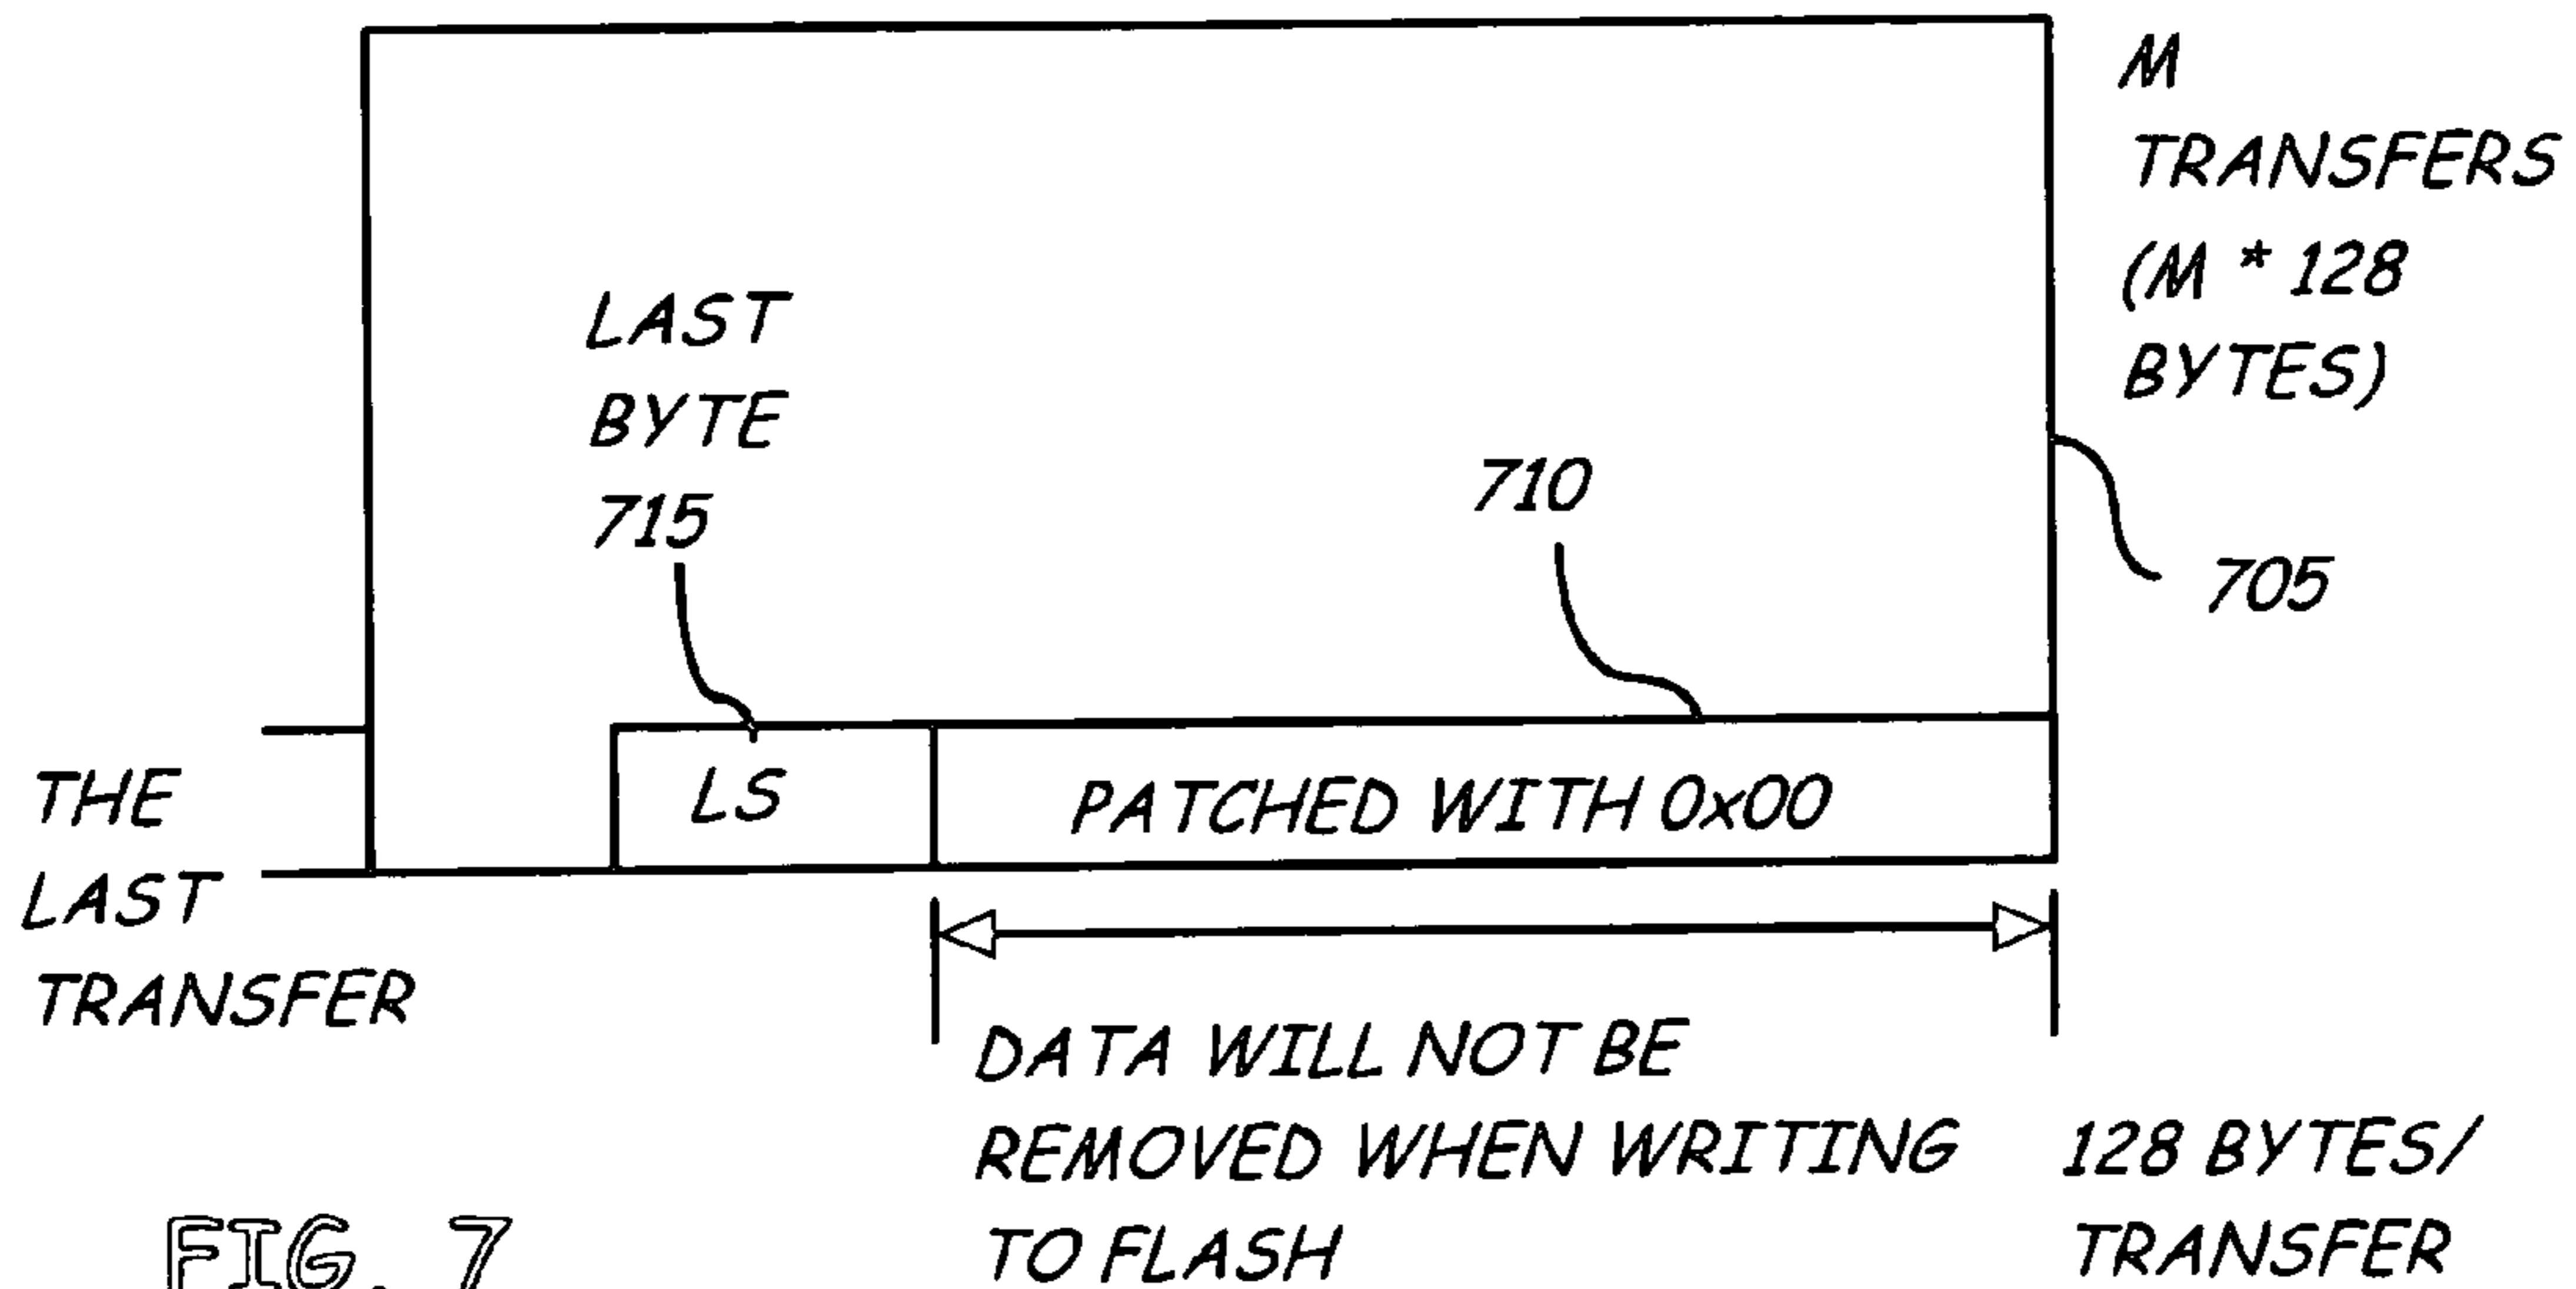 M
TRANSFERS
(M * 128
BYTES)
LAST
BYTE
715
710
705
LS
PATCHED WITH 0x00
THE
LAST
TRANSFER
DATA WILL NOT BE
REMOVED WHEN WRITING
TO FLASH
128 BYTES/
TRANSFER
FIG. 7